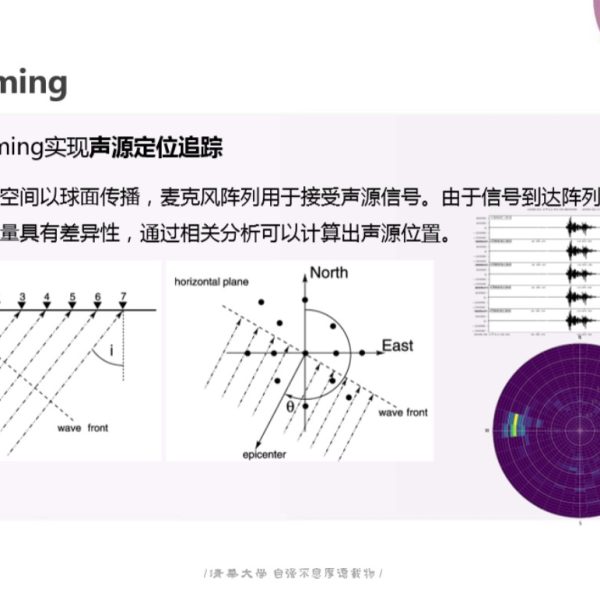 ming
ming实现声源定位追踪
空间以球面传播，麦克风阵列用于接受声源信号。由于信号到达阵列
量具有差异性，通过相关分析可以计算出声源位置。
3 4 5 6 7
i
wave front
horizontal plane
North
East
θ
wave front
epicenter
N
W
S
/清华大学 自强不息厚德载物/